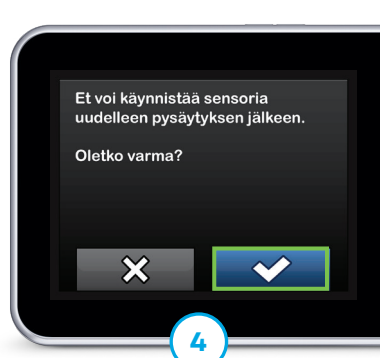 Et voi käynnistää sensoria
uudelleen pysäytyksen jälkeen.
Oletko varma?
4